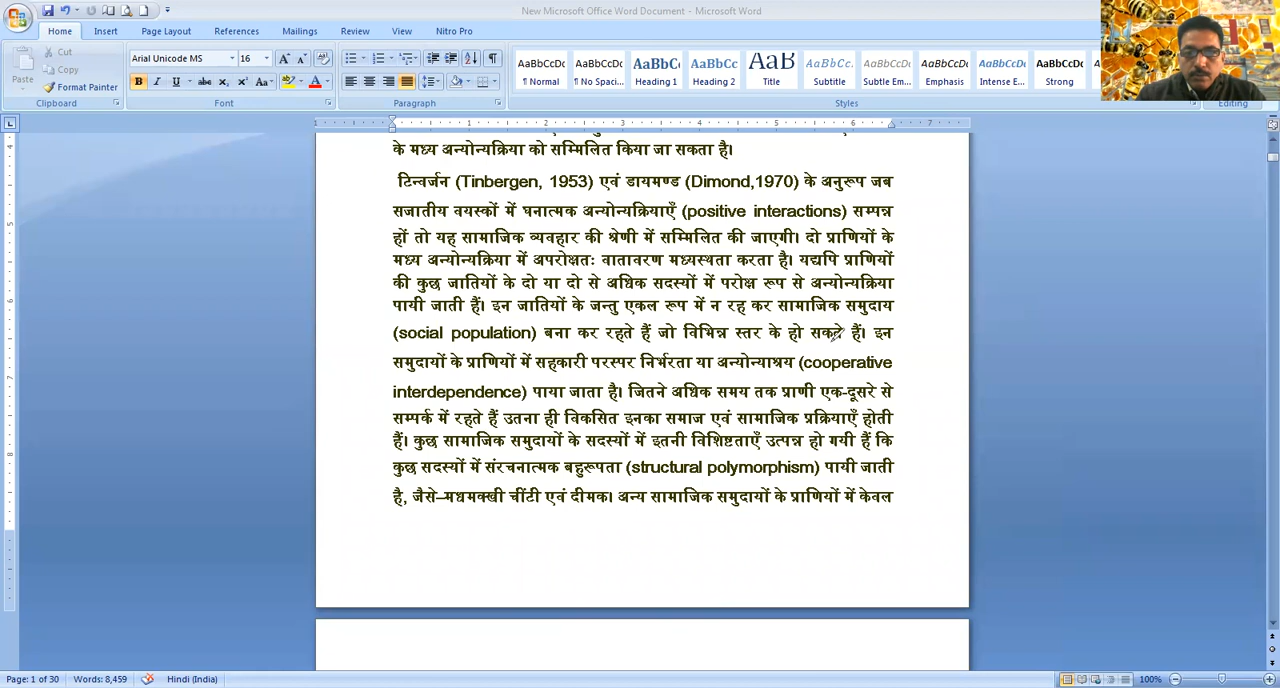 New Microsoft Office Word Document - Microsoft Word
Home Insert Page Layout References Mailings Review View Nitro Pro
Cut
Copy
Format Painter
Paste
Clipboard
Arial Unicode MS 16
Font
Paragraph
AaBbCcDc AaBbCcDc AaBbC AaBbCc AaB AaBbCc. AaBbCcDc AaBbCcDc AaBbCcDc AaBbCcDc
¶ Normal ¶ No Spaci... Heading 1 Heading 2 Title Subtitle Subtle Em... Emphasis Intense E... Strong
Styles
Editing
के मध्य अन्योन्यक्रिया को सम्मिलित किया जा सकता है।
टिन्वर्जन (Tinbergen, 1953) एवं डायमण्ड (Dimond,1970) के अनुरूप जब
सजातीय वयस्कों में घनात्मक अन्योन्यक्रियाएँ (positive interactions) सम्पन्न
हों तो यह सामाजिक व्यवहार की श्रेणी में सम्मिलित की जाएगी। दो प्राणियों के
मध्य अन्योन्यक्रिया में अपरोक्षतः वातावरण मध्यस्थता करता है। यद्यपि प्राणियों
की कुछ जातियों के दो या दो से अधिक सदस्यों में परोक्ष रूप से अन्योन्यक्रिया
पायी जाती हैं। इन जातियों के जन्तु एकल रूप में न रह कर सामाजिक समुदाय
(social population) बना कर रहते हैं जो विभिन्न स्तर के हो सकते हैं। इन
समुदायों के प्राणियों में सहकारी परस्पर निर्भरता या अन्योन्याश्रय (cooperative
interdependence) पाया जाता है। जितने अधिक समय तक प्राणी एक-दूसरे से
सम्पर्क में रहते हैं उतना ही विकसित इनका समाज एवं सामाजिक प्रक्रियाएँ होती
हैं। कुछ सामाजिक समुदायों के सदस्यों में इतनी विशिष्टताएँ उत्पन्न हो गयी हैं कि
कुछ सदस्यों में संरचनात्मक बहुरूपता (structural polymorphism) पायी जाती
है, जैसे–मधमक्खी चींटी एवं दीमक। अन्य सामाजिक समुदायों के प्राणियों में केवल
Page: 1 of 30 Words: 8,459 Hindi (India) 100%